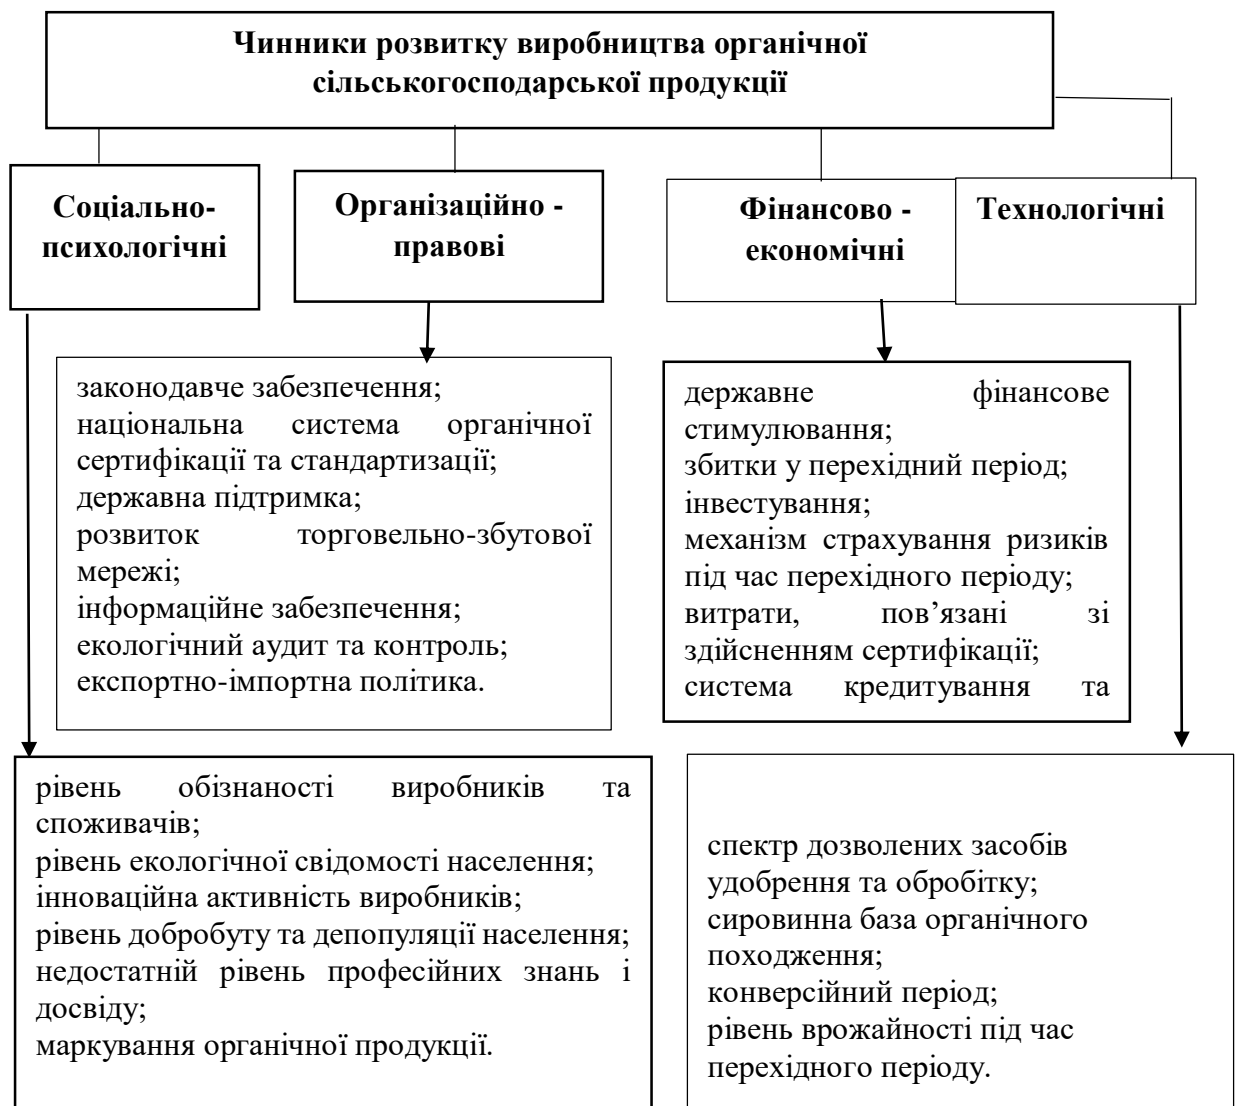 Чинники розвитку виробництва органічної
сільськогосподарської продукції
Соціально-
психологічні
Організаційно -
правові
Фінансово -
економічні
Технологічні
законодавче забезпечення;
національна система органічної
сертифікації та стандартизації;
державна підтримка;
розвиток торговельно-збутової
мережі;
інформаційне забезпечення;
екологічний аудит та контроль;
експортно-імпортна політика.
державне фінансове
стимулювання;
збитки у перехідний період;
інвестування;
механізм страхування ризиків
під час перехідного періоду;
витрати, пов’язані зі
здійсненням сертифікації;
система кредитування та
рівень обізнаності виробників та
споживачів;
рівень екологічної свідомості населення;
інноваційна активність виробників;
рівень добробуту та депопуляції населення;
недостатній рівень професійних знань і
досвіду;
маркування органічної продукції.
спектр дозволених засобів
удобрення та обробітку;
сировинна база органічного
походження;
конверсійний період;
рівень врожайності під час
перехідного періоду.